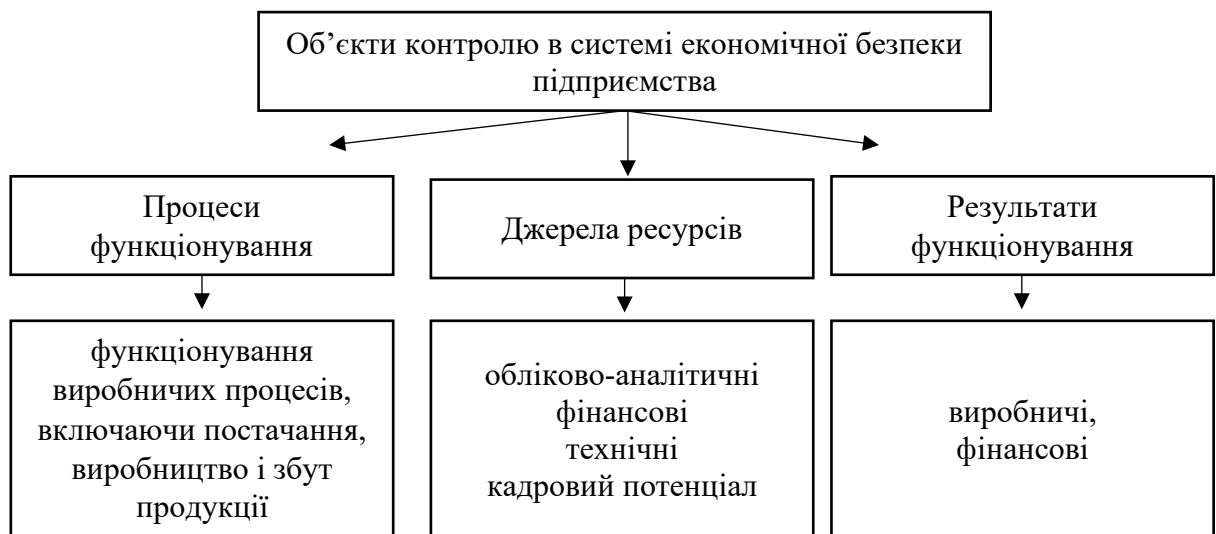 Об’єкти контролю в системі економічної безпеки
підприємства
Процеси
функціонування
Джерела ресурсів
Результати
функціонування
функціонування
виробничих процесів,
включаючи постачання,
виробництво і збут
продукції
обліково-аналітичні
фінансові
технічні
кадровий потенціал
виробничі,
фінансові